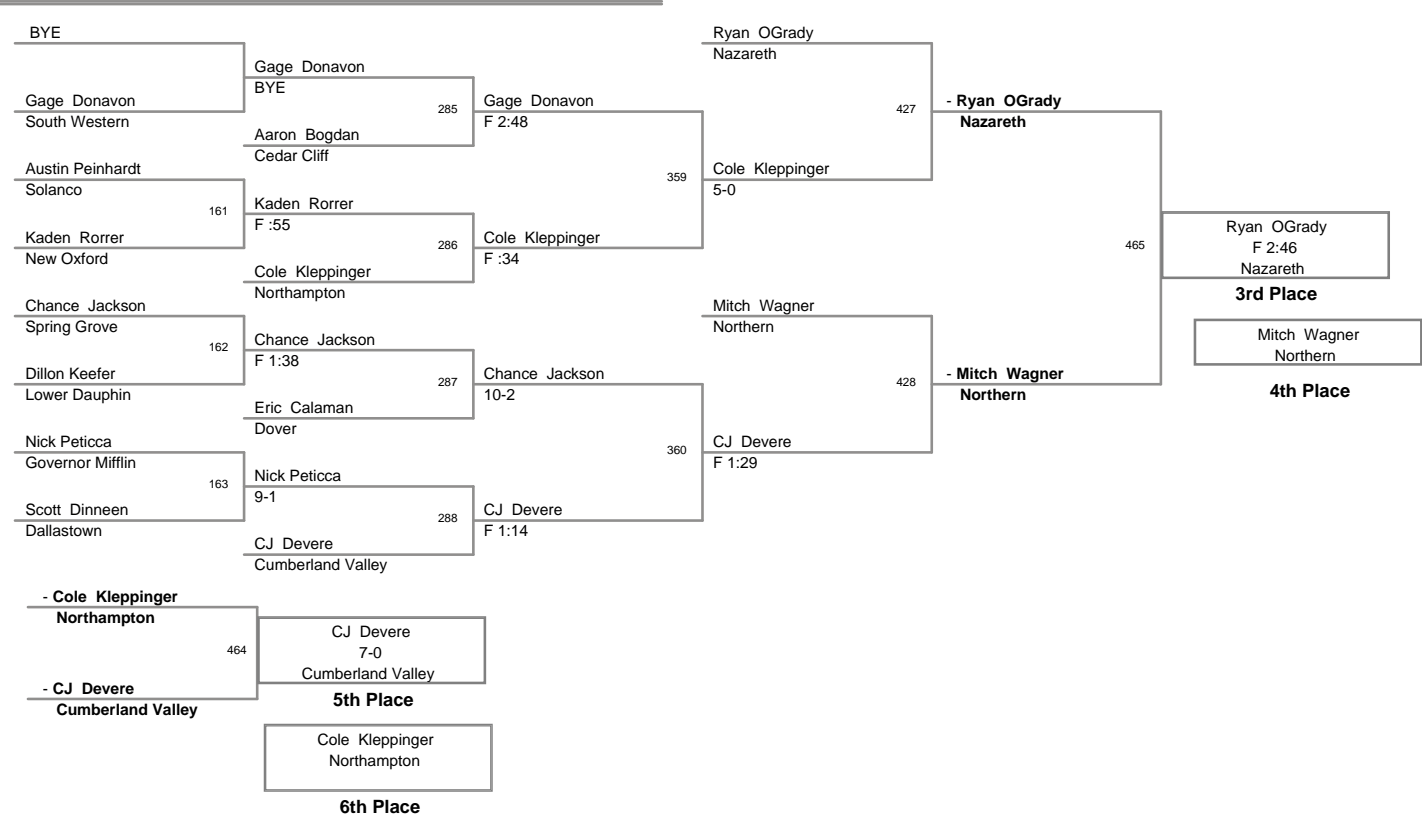 BYE
Gage Donavon
South Western
Austin Peinhardt
Solanco
161
Kaden Rorrer
New Oxford
Chance Jackson
Spring Grove
162
Dillon Keefer
Lower Dauphin
Nick Peticca
Governor Mifflin
163
Scott Dinneen
Dallastown
Gage Donavon
BYE
285
Aaron Bogdan
Cedar Cliff
Kaden Rorrer
F :55
286
Cole Kleppinger
Northampton
Chance Jackson
F 1:38
287
Eric Calaman
Dover
Nick Peticca
9-1
288
CJ Devere
Cumberland Valley
Gage Donavon
F 2:48
359
Cole Kleppinger
F :34
Chance Jackson
10-2
360
CJ Devere
F 1:14
Ryan OGrady
Nazareth
427
Cole Kleppinger
5-0
Mitch Wagner
Northern
428
CJ Devere
F 1:29
- Ryan OGrady
Nazareth
465
- Mitch Wagner
Northern
Ryan OGrady
F 2:46
Nazareth
3rd Place
Mitch Wagner
Northern
4th Place
- Cole Kleppinger
Northampton
464
- CJ Devere
Cumberland Valley
CJ Devere
7-0
Cumberland Valley
5th Place
Cole Kleppinger
Northampton
6th Place